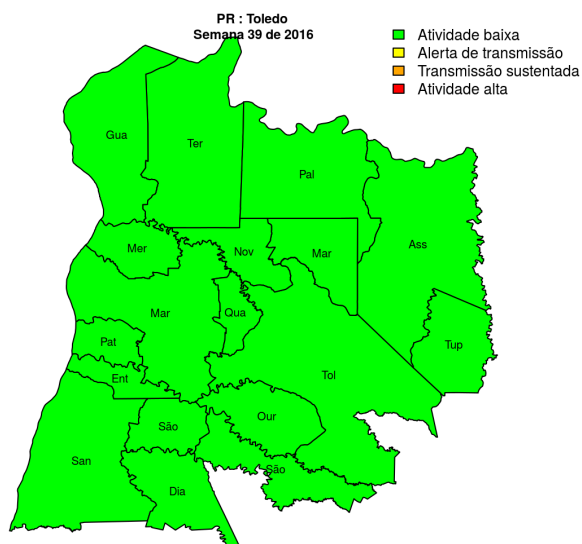 PR : Toledo
Semana 39 de 2016
Atividade baixa
Alerta de transmissão
Transmissão sustentada
Atividade alta
Gua
Ter
Pal
Mer
Nov
Mar
Ass
Mar
Qua
Pat
Tup
Ent
Tol
Our
São
San
São
Dia